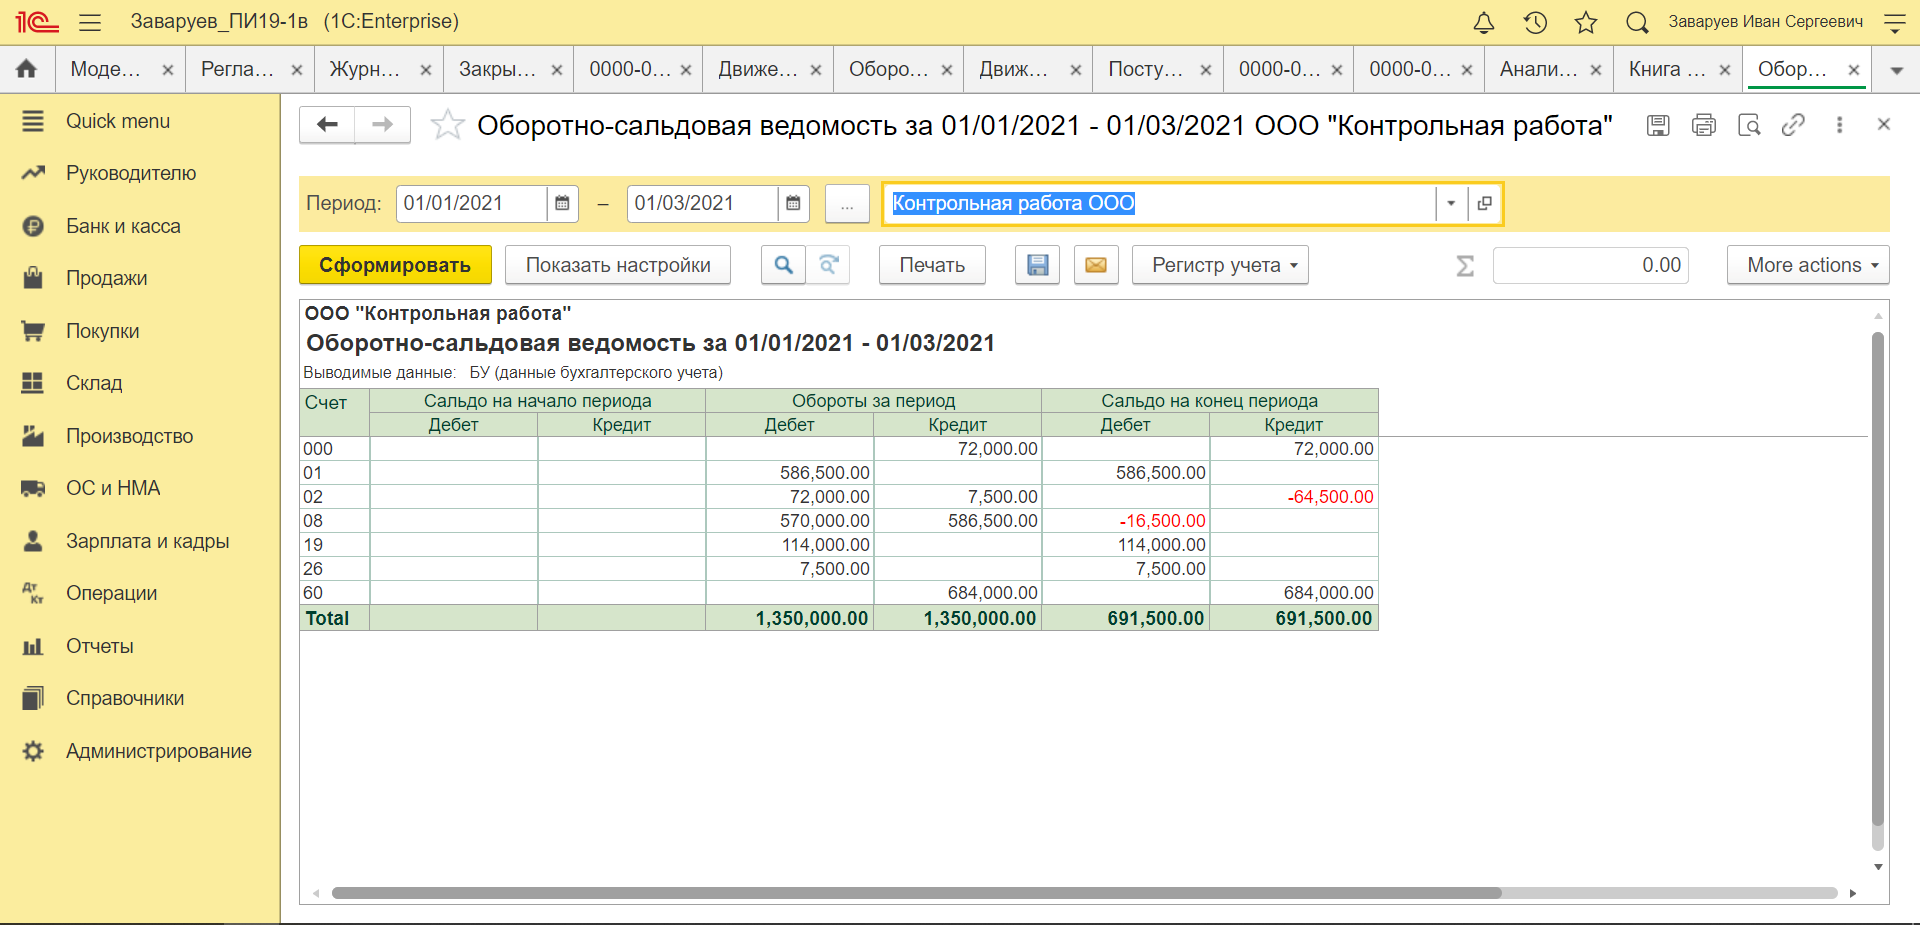 1С Заваруев_ПИ19-1в (1C:Enterprise) Заваруев Иван Сергеевич
Моде... Регла... Журн... Закры... 0000-0... Движе... Оборо... Движ... Посту... 0000-0... 0000-0... Анали... Книга ... Обор...
Quick menu
Руководителю
Банк и касса
Продажи
Покупки
Склад
Производство
ОС и НМА
Зарплата и кадры
Дт Кт Операции
Отчеты
Справочники
Администрирование
Оборотно-сальдовая ведомость за 01/01/2021 - 01/03/2021 ООО "Контрольная работа"
Период: 01/01/2021 – 01/03/2021 ... Контрольная работа ООО
Сформировать Показать настройки Печать Регистр учета Σ 0.00 More actions
ООО "Контрольная работа"
Оборотно-сальдовая ведомость за 01/01/2021 - 01/03/2021
Выводимые данные: БУ (данные бухгалтерского учета)
Счет Сальдо на начало периода Обороты за период Сальдо на конец периода
Дебет Кредит Дебет Кредит Дебет Кредит
000 72,000.00 72,000.00
01 586,500.00 586,500.00
02 72,000.00 7,500.00 -64,500.00
08 570,000.00 586,500.00 -16,500.00
19 114,000.00 114,000.00
26 7,500.00 7,500.00
60 684,000.00 684,000.00
Total 1,350,000.00 1,350,000.00 691,500.00 691,500.00